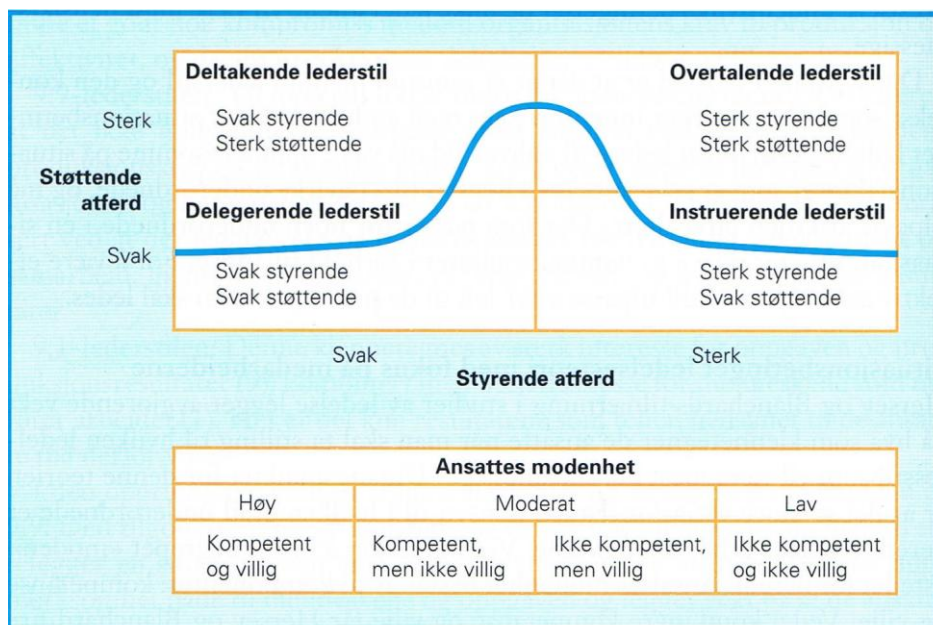 Deltakende lederstil
Svak styrende
Sterk støttende
Overtalende lederstil
Sterk styrende
Sterk støttende
Sterk
Støttende
atferd
Svak
Delegerende lederstil
Svak styrende
Svak støttende
Instruerende lederstil
Sterk styrende
Svak støttende
Svak
Sterk
Styrende atferd
Ansattes modenhet
Høy
Moderat
Lav
Kompetent
og villig
Kompetent,
men ikke villig
Ikke kompetent,
men villig
Ikke kompetent
og ikke villig